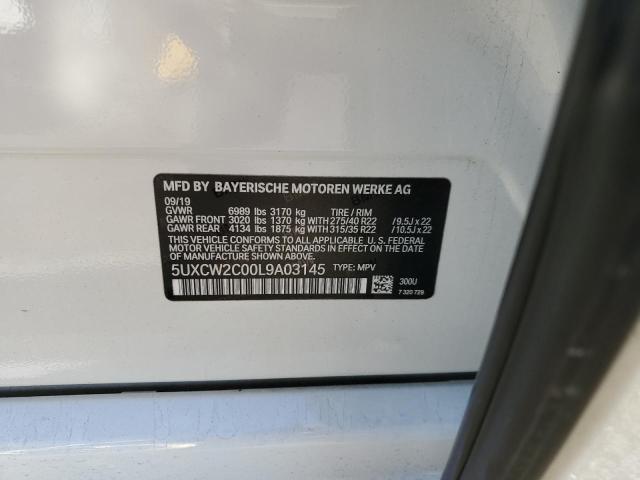 MFD BY BAYERISCHE MOTOREN WERKE AG
09/19
GVWR 6989 lbs 3170 kg TIRE / RIM
GAWR FRONT 3020 lbs 1370 kg WITH 275/40 R22 / 9.5J x 22
GAWR REAR 4134 lbs 1875 kg WITH 315/35 R22 / 10.5J x 22
THIS VEHICLE CONFORMS TO ALL APPLICABLE U.S. FEDERAL
MOTOR VEHICLE SAFETY STANDARDS IN EFFECT ON THE
DATE OF MANUFACTURE SHOWN ABOVE.
5UXCW2C00L9A03145 TYPE: MPV
300U
7 320 729